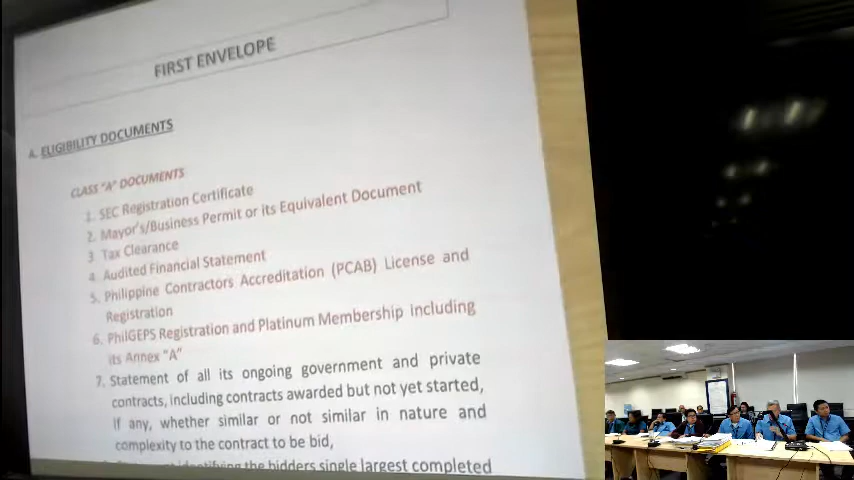 FIRST ENVELOPE
A. ELIGIBILITY DOCUMENTS
CLASS "A" DOCUMENTS
1. SEC Registration Certificate
2. Mayor's/Business Permit or its Equivalent Document
3 Tax Clearance
4. Audited Financial Statement
5. Philippine Contractors Accreditation (PCAB) License and
Registration
6. PhilGEPS Registration and Platinum Membership including
its Annex "A"
7. Statement of all its ongoing government and private
contracts, including contracts awarded but not yet started,
if any, whether similar or not similar in nature and
complexity to the contract to be bid,
identifying the bidders single largest completed